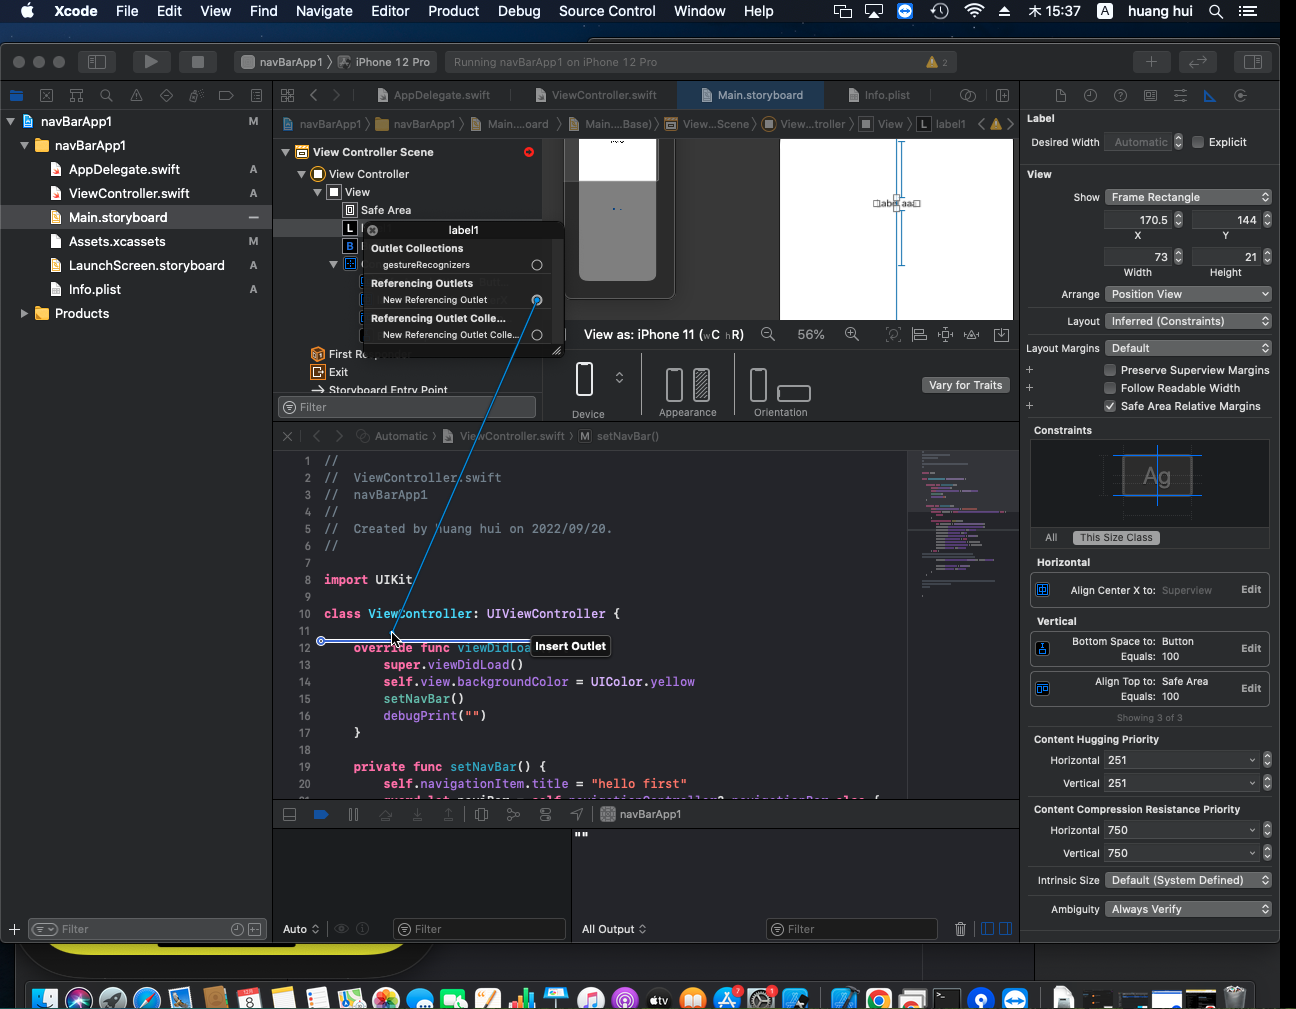 Xcode File Edit View Find Navigate Editor Product Debug Source Control Window Help 木 15:37 A huang hui
navBarApp1 iPhone 12 Pro Running navBarApp1 on iPhone 12 Pro 2
AppDelegate.swift ViewController.swift Main.storyboard Info.plist
navBarApp1 navBarApp1 Main....oard Main....Base) View...Scene View...troller View L label1
navBarApp1 M
navBarApp1
AppDelegate.swift A
ViewController.swift A
Main.storyboard
Assets.xcassets M
LaunchScreen.storyboard A
Info.plist A
Products
Filter
View Controller Scene
View Controller
View
Safe Area
L
B
First Re
Exit
Storyboard Entry Point
Filter
label1
Outlet Collections
gestureRecognizers
Referencing Outlets
New Referencing Outlet
Referencing Outlet Colle...
New Referencing Outlet Colle...
View as: iPhone 11 (wC hR) 56%
Device
Appearance
Orientation
Vary for Traits
Automatic ViewController.swift M setNavBar()
1 //
2 // ViewController.swift
3 // navBarApp1
4 //
5 // Created by huang hui on 2022/09/20.
6 //
7
8 import UIKit
9
10 class ViewController: UIViewController {
11
12 override func viewDidLoa
Insert Outlet
13 super.viewDidLoad()
14 self.view.backgroundColor = UIColor.yellow
15 setNavBar()
16 debugPrint("")
17 }
18
19 private func setNavBar() {
20 self.navigationItem.title = "hello first"
navBarApp1
""
Auto Filter
All Output Filter
Label
Desired Width Automatic Explicit
View
Show Frame Rectangle
170.5 144
X Y
73 21
Width Height
Arrange Position View
Layout Inferred (Constraints)
Layout Margins Default
Preserve Superview Margins
Follow Readable Width
Safe Area Relative Margins
Constraints
Ag
All This Size Class
Horizontal
Align Center X to: Superview Edit
Vertical
Bottom Space to: Button
Equals: 100 Edit
Align Top to: Safe Area
Equals: 100 Edit
Showing 3 of 3
Content Hugging Priority
Horizontal 251
Vertical 251
Content Compression Resistance Priority
Horizontal 750
Vertical 750
Intrinsic Size Default (System Defined)
Ambiguity Always Verify
8
tv
7
1